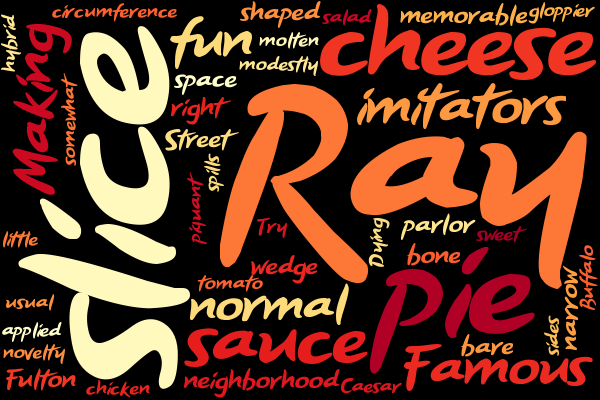 circumference
shaped
salad
memorable
gloppier
hybrid
Making
slice
fun
molten
modestly
cheese
somewhat
space
right
Street
spills
imitators
Ray
piquant
Try
Dying
parlor
sweet
little
wedge
bone
tomato
pie
Buffalo
narrow
usual
normal
applied
novelty
sauce
sides
bare
Famous
Fulton
chicken
neighborhood
Caesar